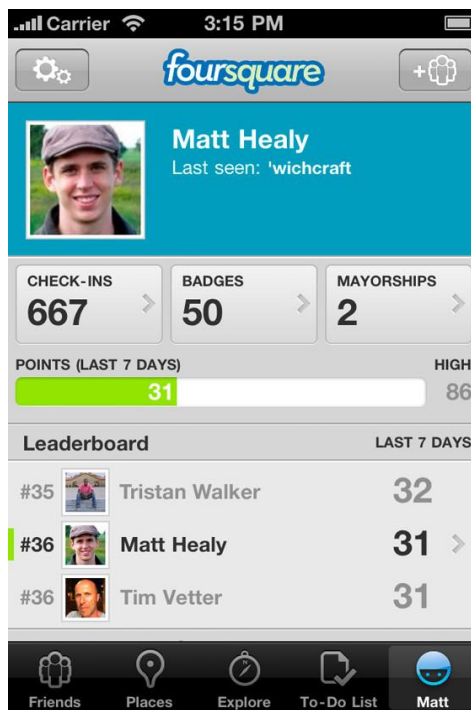 Carrier 3:15 PM
foursquare
+
Matt Healy
Last seen: 'wichcraft
CHECK-INS BADGES MAYORSHIPS
667 50 2
POINTS (LAST 7 DAYS) HIGH
31 86
Leaderboard LAST 7 DAYS
#35 Tristan Walker 32
#36 Matt Healy 31
#36 Tim Vetter 31
Friends Places Explore To-Do List Matt